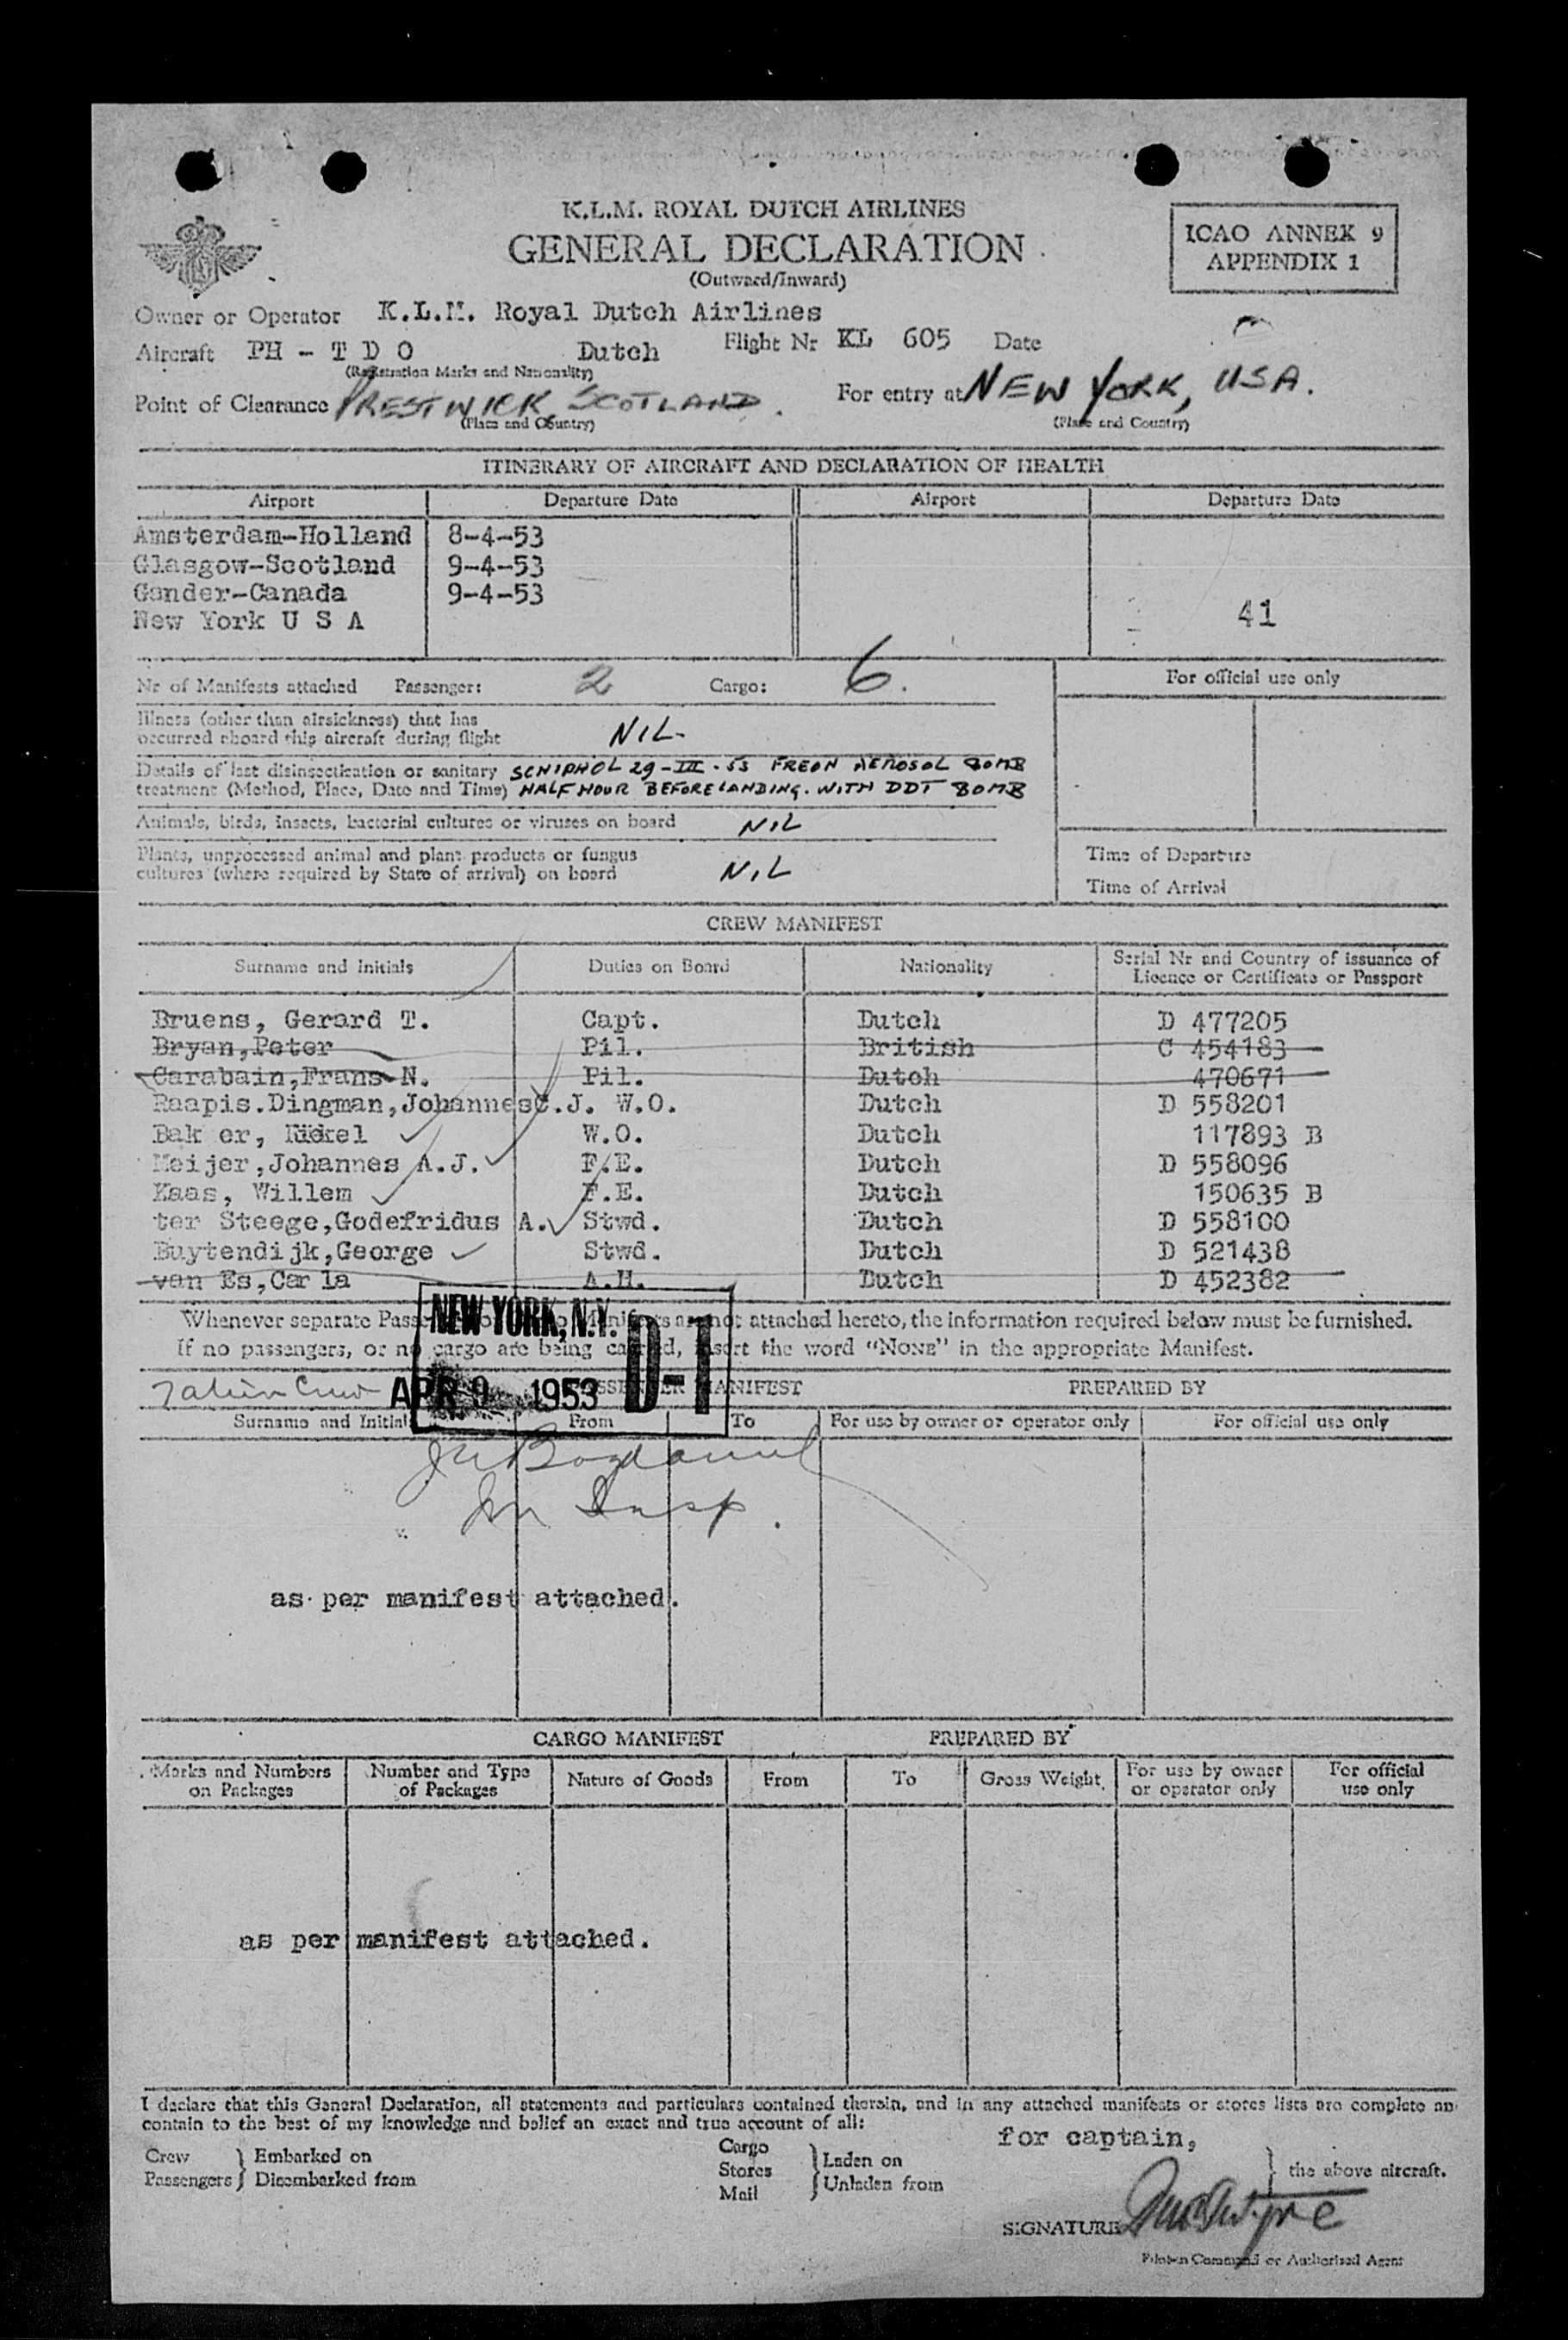 K.L.M. ROYAL DUTCH AIRLINES
GENERAL DECLARATION
(Outward/Inward)
ICAO ANNEX 9
APPENDIX 1
Owner or Operator K.L.M. Royal Dutch Airlines
Aircraft PH - T D O Dutch Flight Nr KL 605 Date
(Registration Marks and Nationality)
Point of Clearance PRESTWICK, SCOTLAND. For entry at NEW YORK, USA.
(Place and Country) (Place and Country)
ITINERARY OF AIRCRAFT AND DECLARATION OF HEALTH
Airport Departure Date Airport Departure Date
Amsterdam-Holland 8-4-53
Glasgow-Scotland 9-4-53
Gander-Canada 9-4-53
New York U S A 41
Nr of Manifests attached Passenger: 2 Cargo: 6. For official use only
Illness (other than airsickness) that has
occurred aboard this aircraft during flight NIL-
Details of last disinsectication or sanitary SCHIPHOL 29-III-53 FREON AEROSOL BOMB
treatment (Method, Place, Date and Time) HALF HOUR BEFORE LANDING. WITH DDT BOMB
Animals, birds, insects, bacterial cultures or viruses on board NIL
Plants, unprocessed animal and plant products or fungus
cultures (where required by State of arrival) on board NIL
Time of Departure
Time of Arrival
CREW MANIFEST
Surname and Initials Duties on Board Nationality Serial Nr and Country of issuance of
Licence or Certificate or Passport
Bruens, Gerard T. Capt. Dutch D 477205
Bryan,Peter Pil. British C 454183
Carabain,Frans N. Pil. Dutch 470671
Raapis.Dingman,JohannesC.J. W.O. Dutch D 558201
Bak er, W.O. Dutch 117893 B
Meijer,Johannes A.J. F.E. Dutch D 558096
Kaas, Willem F.E. Dutch 150635 B
ter Steege,Godefridus A. Stwd. Dutch D 558100
Buytendijk,George Stwd. Dutch D 521438
van Es,Car la A.H. Dutch D 452382
Whenever separate Passenger or Cargo Manifests are not attached hereto, the information required below must be furnished.
If no passengers, or no cargo are being carried, insert the word "NONE" in the appropriate Manifest.
NEW YORK, N.Y. D-1
APR 9 1953
PASSENGER MANIFEST PREPARED BY
Surname and Initials From To For use by owner or operator only For official use only
Im Insp.
as per manifest attached.
CARGO MANIFEST PREPARED BY
Marks and Numbers
on Packages
Number and Type
of Packages
Nature of Goods From To Gross Weight
For use by owner
or operator only
For official
use only
as per manifest attached.
I declare that this General Declaration, all statements and particulars contained therein, and in any attached manifests or stores lists are complete an
contain to the best of my knowledge and belief an exact and true account of all:
for captain,
Crew
Passengers
Embarked on
Disembarked from
Cargo
Stores
Mail
Laden on
Unladen from
the above aircraft.
SIGNATURE
Pilot in Command or Authorised Agent